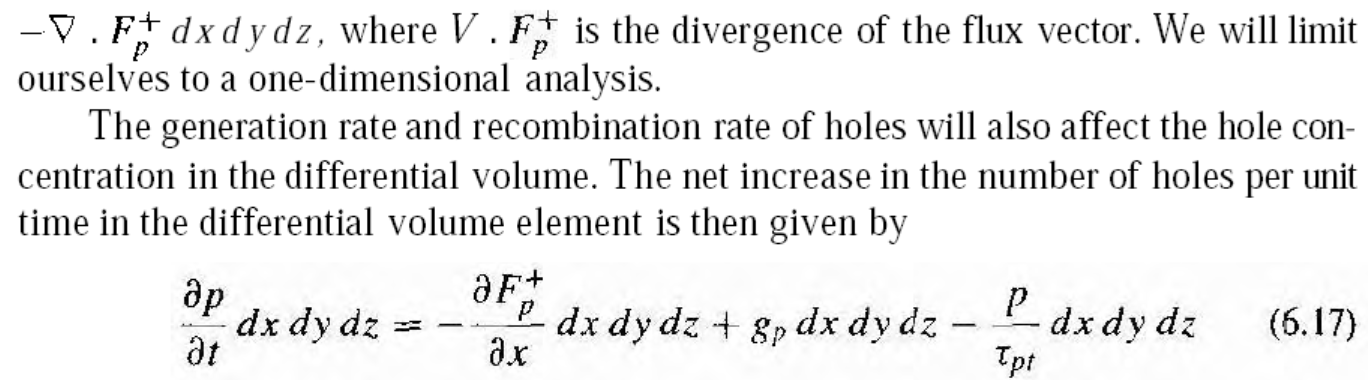 −∇ . F_p^+ dx dy dz, where V . F_p^+ is the divergence of the flux vector. We will limit
ourselves to a one-dimensional analysis.
The generation rate and recombination rate of holes will also affect the hole con-
centration in the differential volume. The net increase in the number of holes per unit
time in the differential volume element is then given by
∂p/∂t dx dy dz = −∂F_p^+/∂x dx dy dz + g_p dx dy dz − p/τ_pt dx dy dz (6.17)